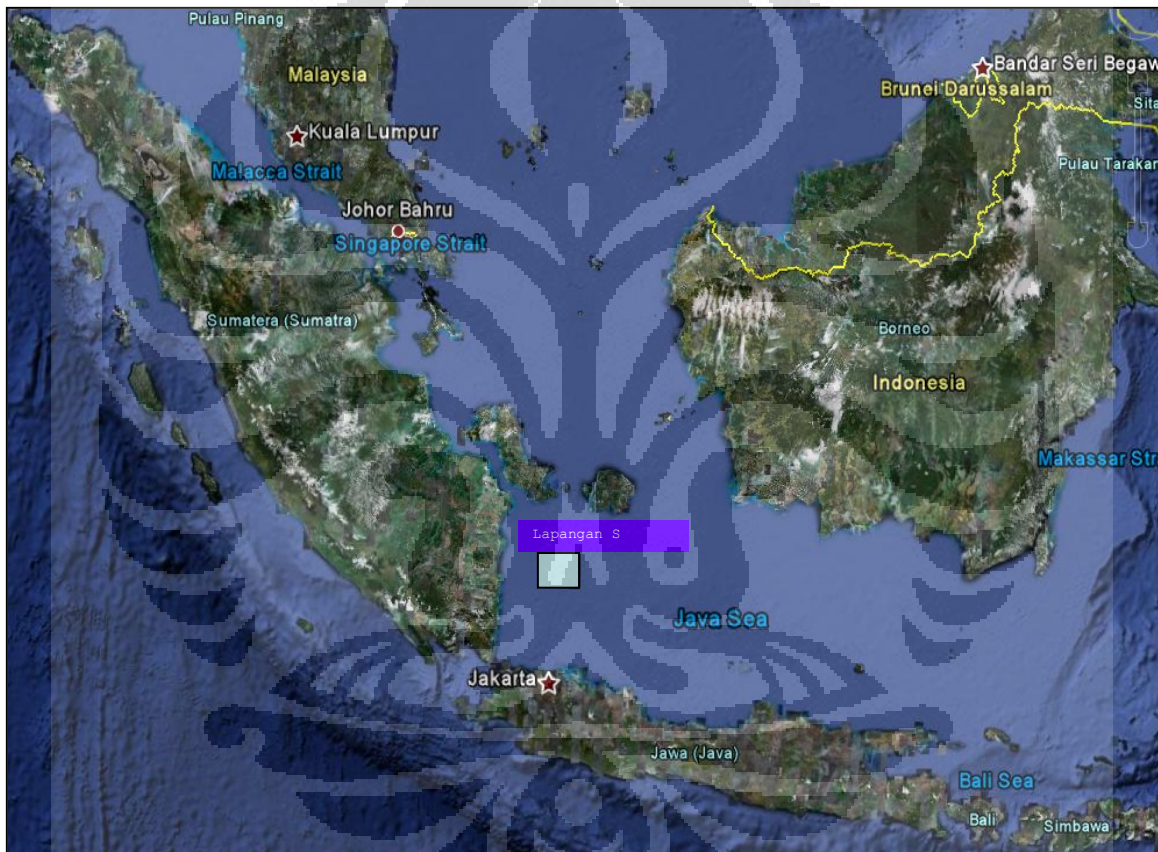 Pulau Pinang
Malaysia
Bandar Seri Begaw
Brunei Darussalam
Sita
Kuala Lumpur
Malacca Strait
Pulau Tarakan
Johor Bahru
Singapore Strait
Sumatera (Sumatra)
Borneo
Indonesia
Makassar Stra
Lapangan S
Java Sea
Jakarta
Jawa (Java)
Bali Sea
Bali
Simbawa